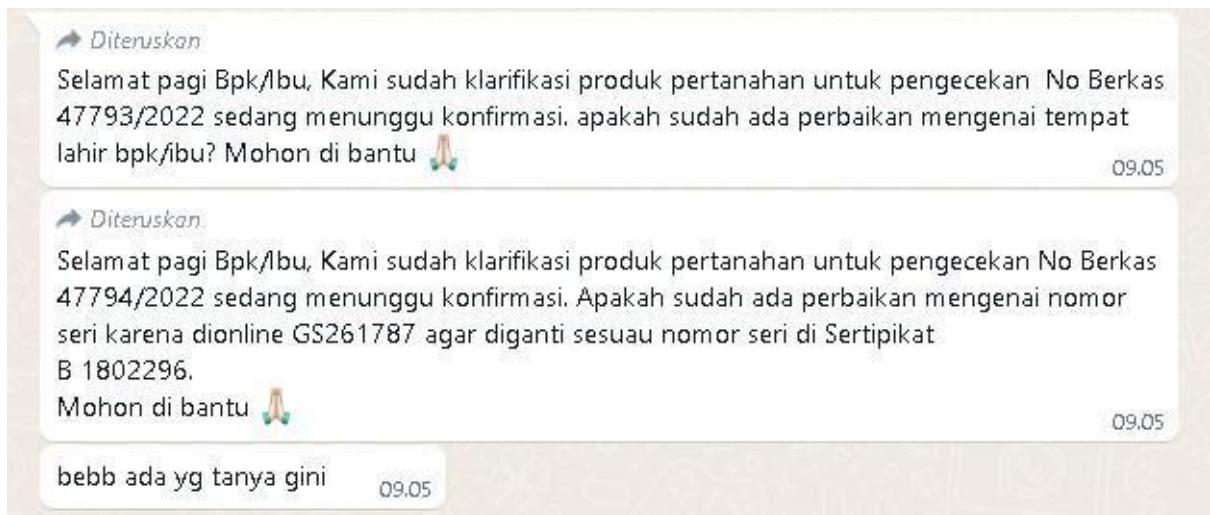 Diteruskan
Selamat pagi Bpk/Ibu, Kami sudah klarifikasi produk pertanahan untuk pengecekan No Berkas
47793/2022 sedang menunggu konfirmasi. apakah sudah ada perbaikan mengenai tempat
lahir bpk/ibu? Mohon di bantu 🙏🏻
09.05
Diteruskan
Selamat pagi Bpk/Ibu, Kami sudah klarifikasi produk pertanahan untuk pengecekan No Berkas
47794/2022 sedang menunggu konfirmasi. Apakah sudah ada perbaikan mengenai nomor
seri karena dionline GS261787 agar diganti sesuau nomor seri di Sertipikat
B 1802296.
Mohon di bantu 🙏🏻
09.05
bebb ada yg tanya gini 09.05